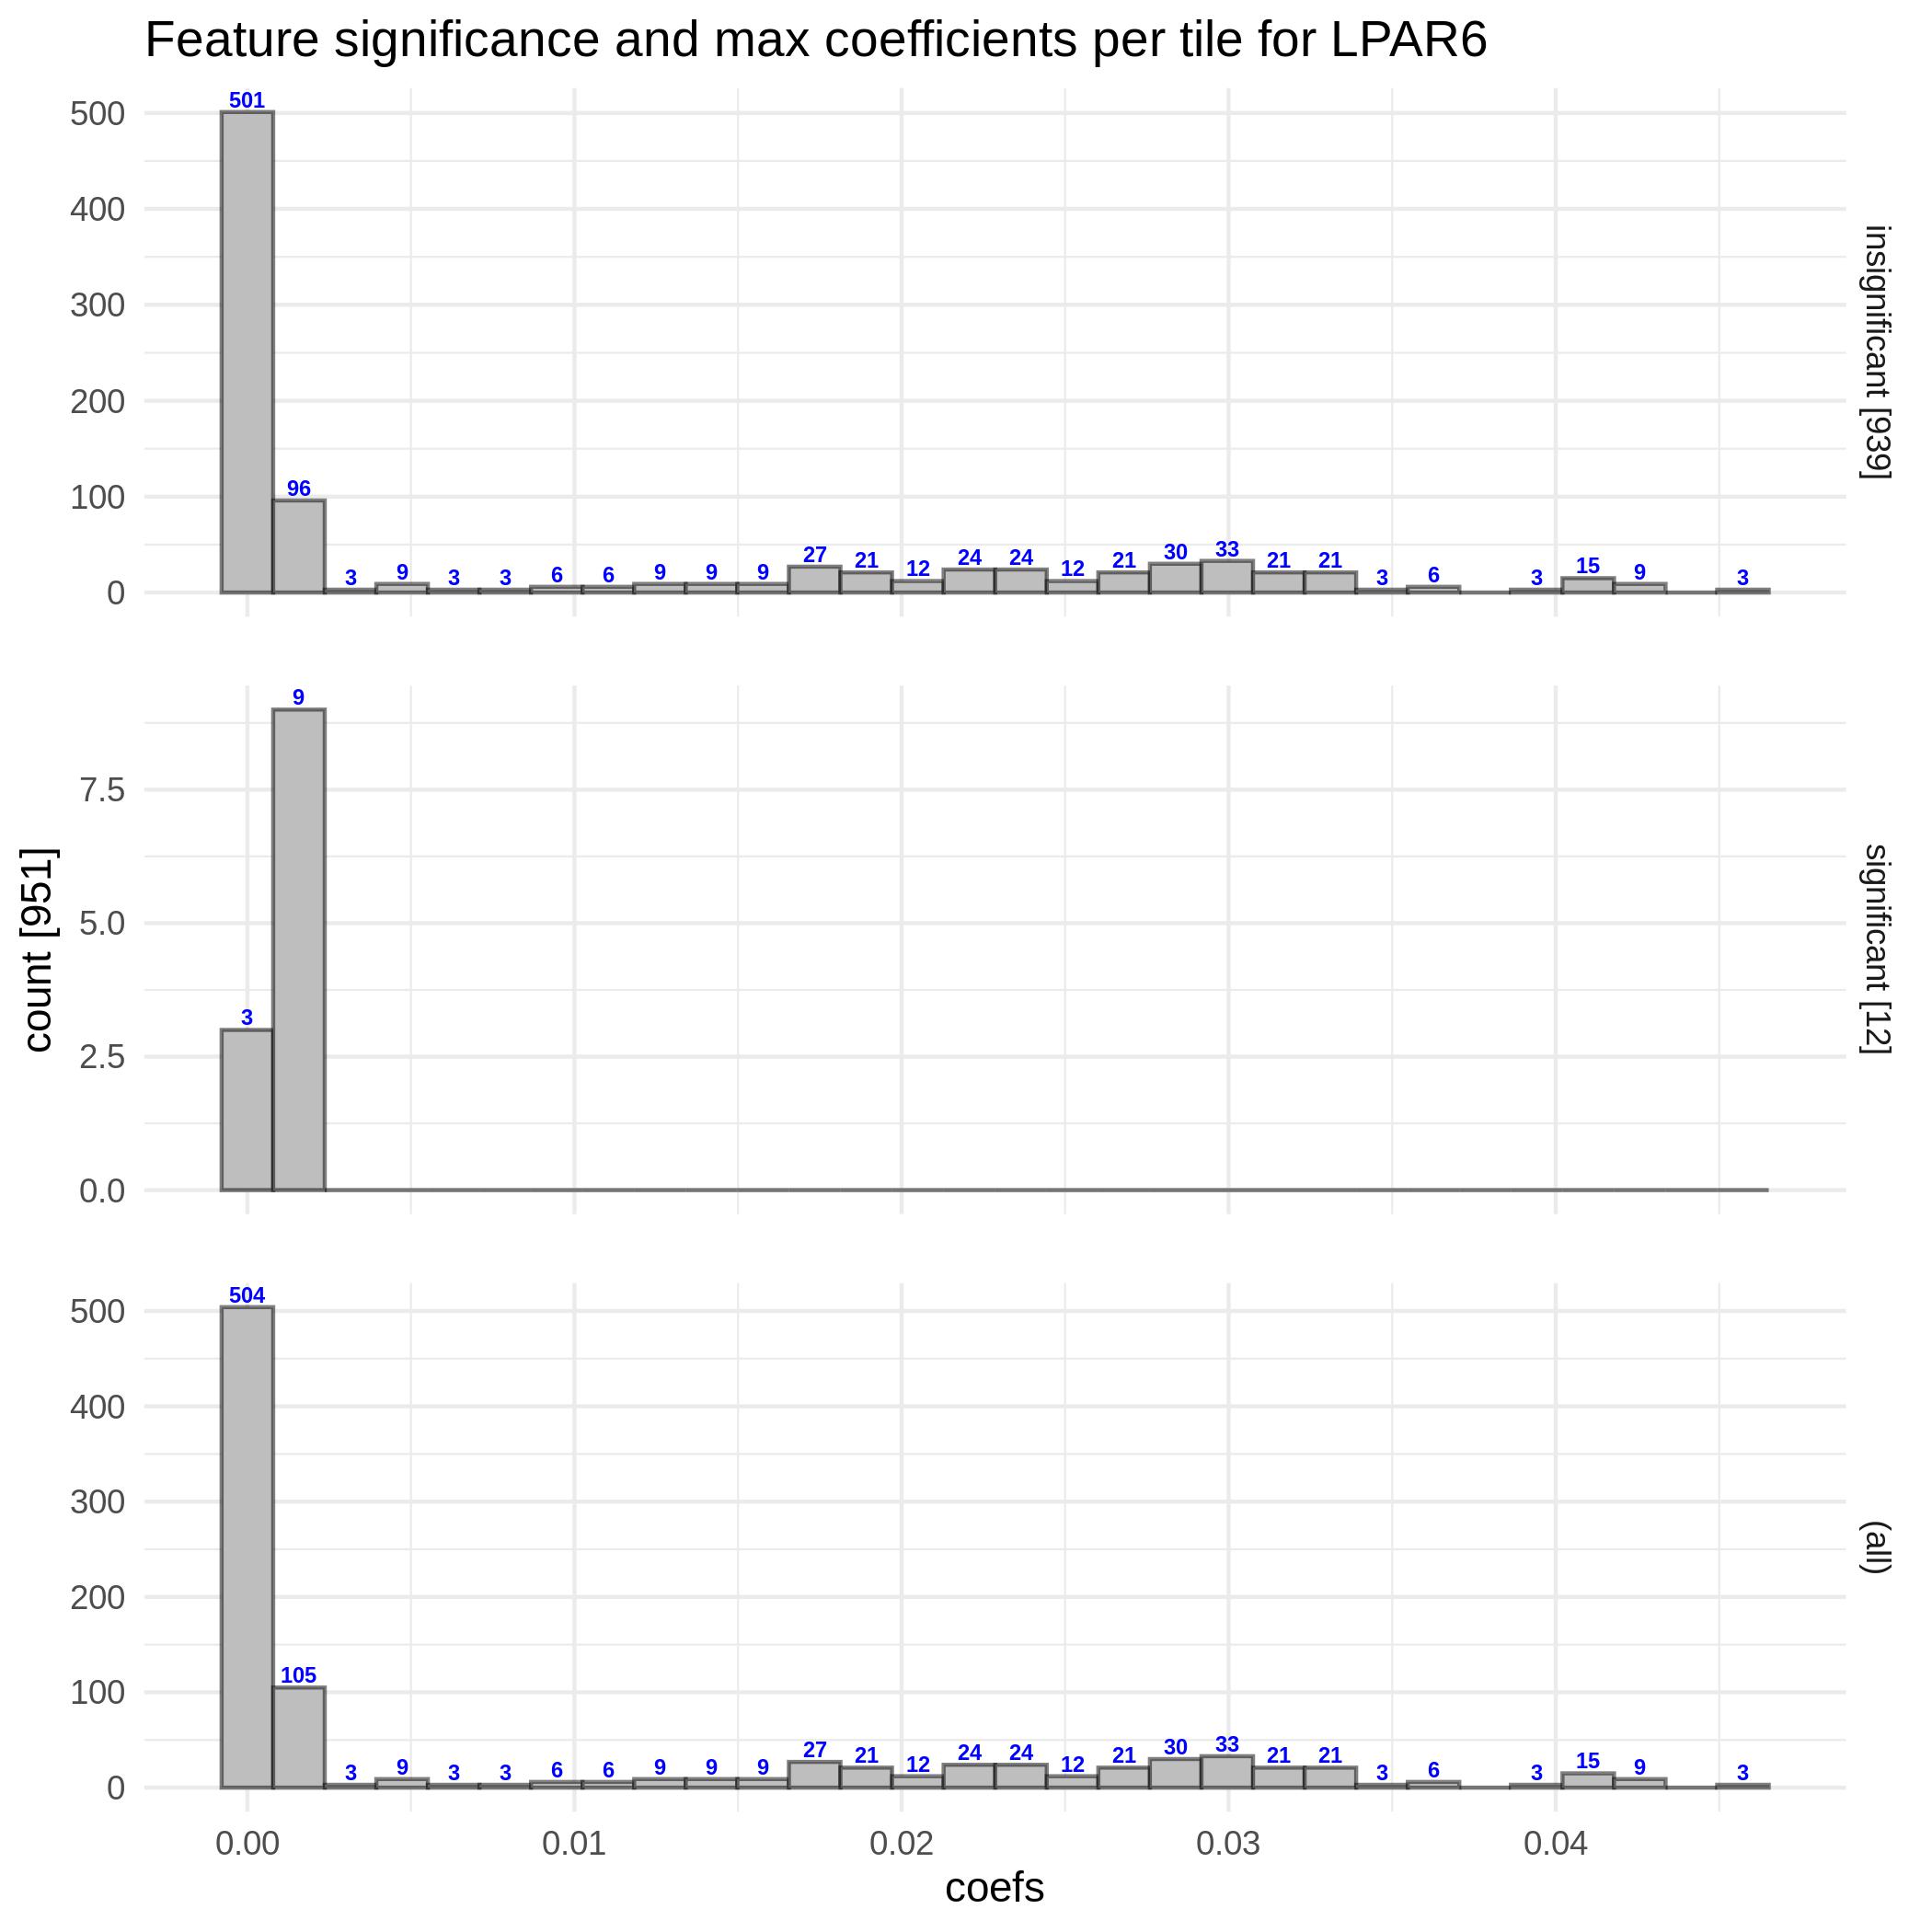 Feature significance and max coefficients per tile for LPAR6
501
500
400
300
200
100
0
96
3 9 3 3 6 6 9 9 9 27 21 12 24 24 12 21 30 33 21 21 3 6 3 15 9 3
insignificant [939]
9
3
7.5
5.0
2.5
0.0
significant [12]
count [951]
504
500
400
300
200
100
0
105
3 9 3 3 6 6 9 9 9 27 21 12 24 24 12 21 30 33 21 21 3 6 3 15 9 3
(all)
0.00 0.01 0.02 0.03 0.04
coefs